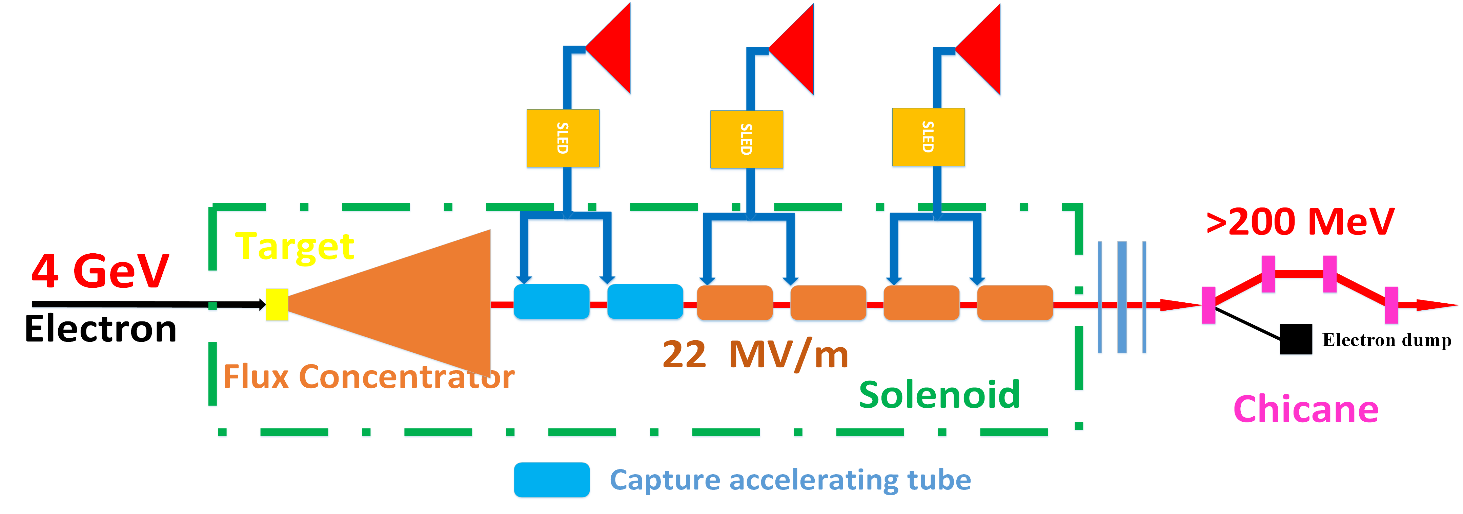 SLED
SLED
SLED
Target
>200 MeV
4 GeV
Electron
Electron dump
22 MV/m
Flux Concentrator
Solenoid
Chicane
Capture accelerating tube